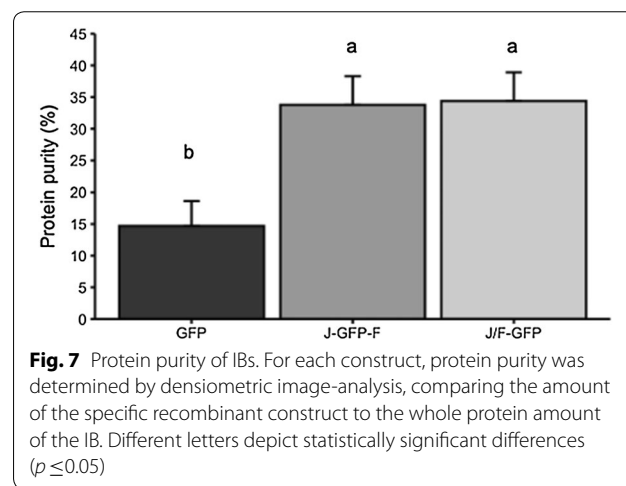 45
40
35
30
25
20
15
10
5
0
Protein purity (%)
b
a
a
GFP J-GFP-F J/F-GFP
Fig. 7 Protein purity of IBs. For each construct, protein purity was
determined by densiometric image-analysis, comparing the amount
of the specific recombinant construct to the whole protein amount
of the IB. Different letters depict statistically significant differences
(p ≤0.05)